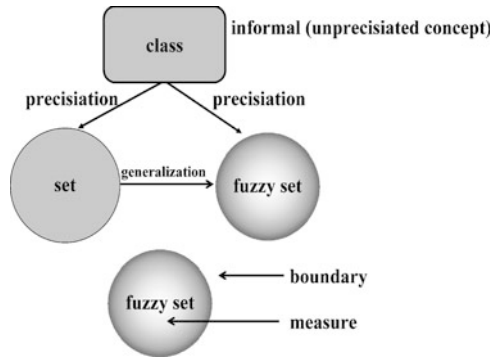 informal (unprecisiated concept)
class
precisiation precisiation
generalization
set
fuzzy set
fuzzy set
boundary
measure